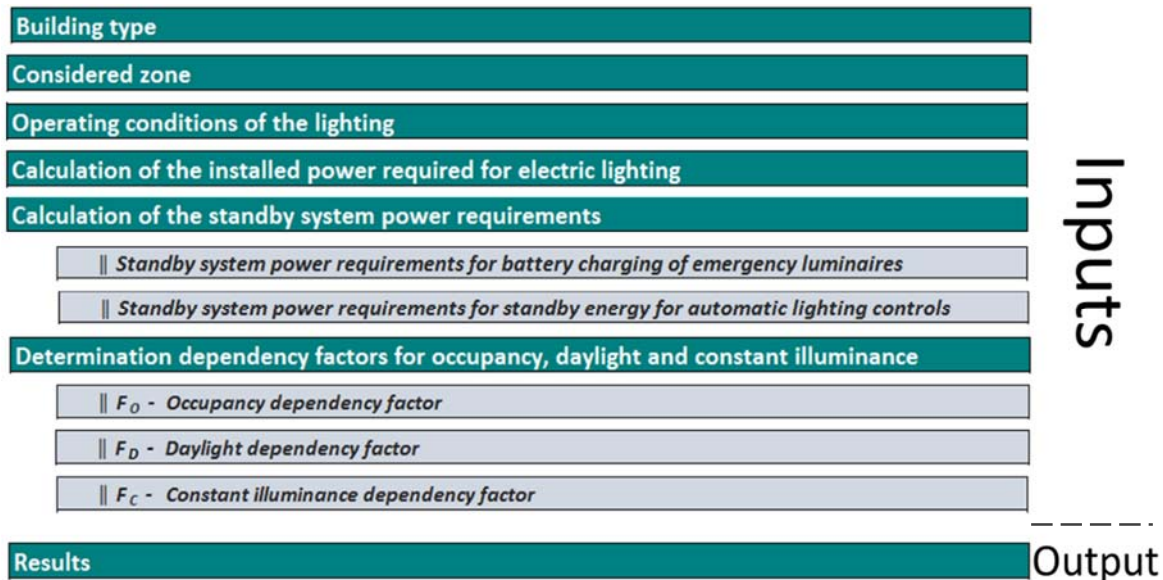 Building type
Considered zone
Operating conditions of the lighting
Calculation of the installed power required for electric lighting
Calculation of the standby system power requirements
|| Standby system power requirements for battery charging of emergency luminaires
|| Standby system power requirements for standby energy for automatic lighting controls
Determination dependency factors for occupancy, daylight and constant illuminance
|| F_O - Occupancy dependency factor
|| F_D - Daylight dependency factor
|| F_C - Constant illuminance dependency factor
Inputs
Results
Output